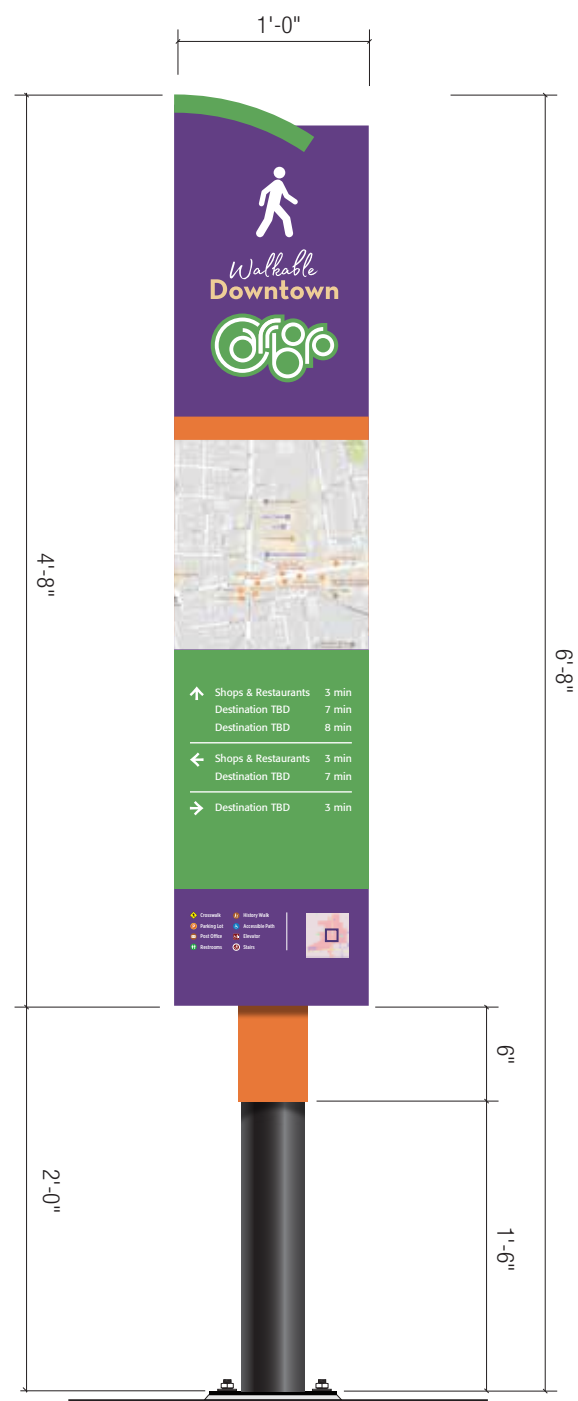 1'-0"
Walkable
Downtown
Carrboro
4'-8"
6'-8"
Shops & Restaurants 3 min
Destination TBD 7 min
Destination TBD 8 min
Shops & Restaurants 3 min
Destination TBD 7 min
Destination TBD 3 min
Crosswalk History Walk
Parking Lot Accessible Path
Post Office Elevator
Restrooms Stairs
6"
2'-0"
1'-6"